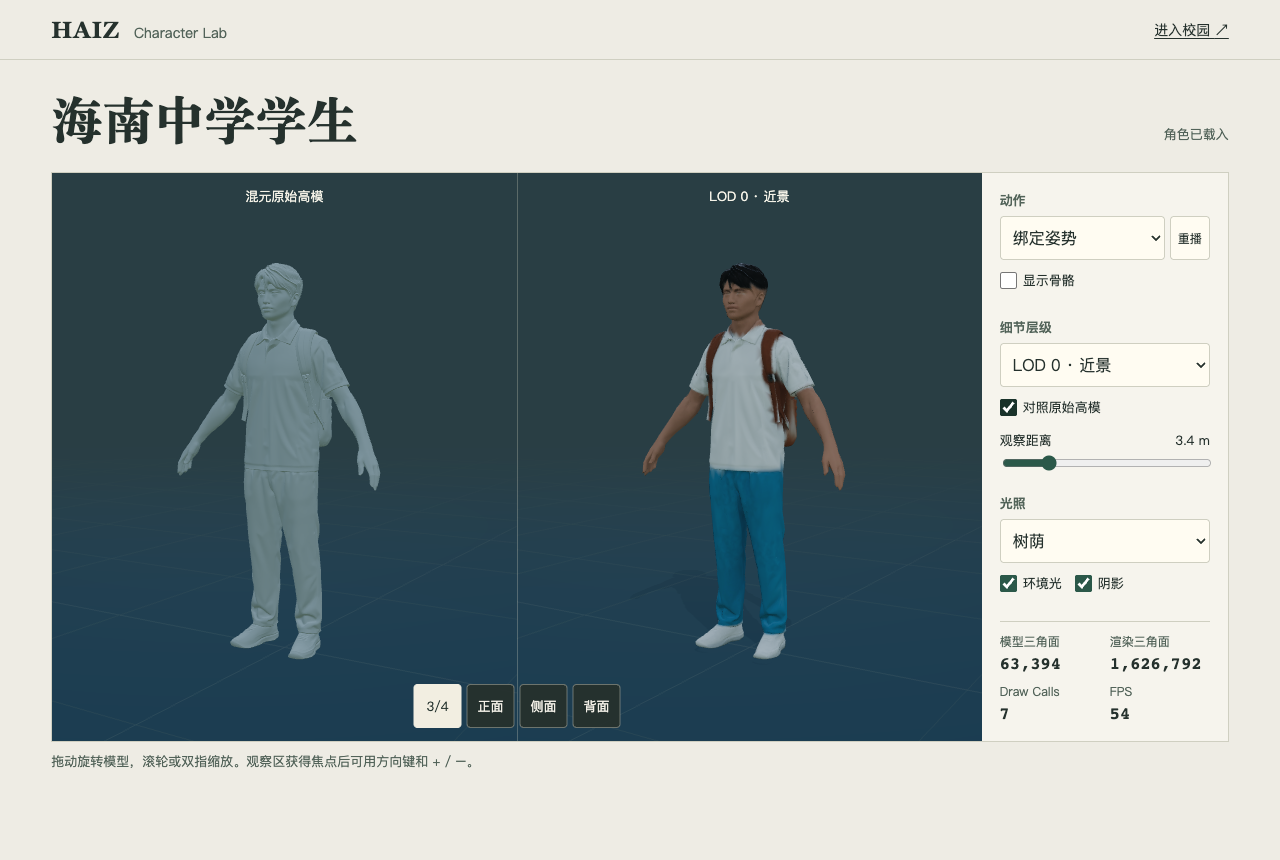 HAIZ Character Lab
进入校园 ↗
海南中学学生
角色已载入
混元原始高模
LOD 0 · 近景
3/4
正面
侧面
背面
动作
绑定姿势
重播
显示骨骼
细节层级
LOD 0 · 近景
对照原始高模
观察距离 3.4 m
光照
树荫
环境光 阴影
模型三角面 渲染三角面
63,394 1,626,792
Draw Calls FPS
7 54
拖动旋转模型，滚轮或双指缩放。观察区获得焦点后可用方向键和 + / −。